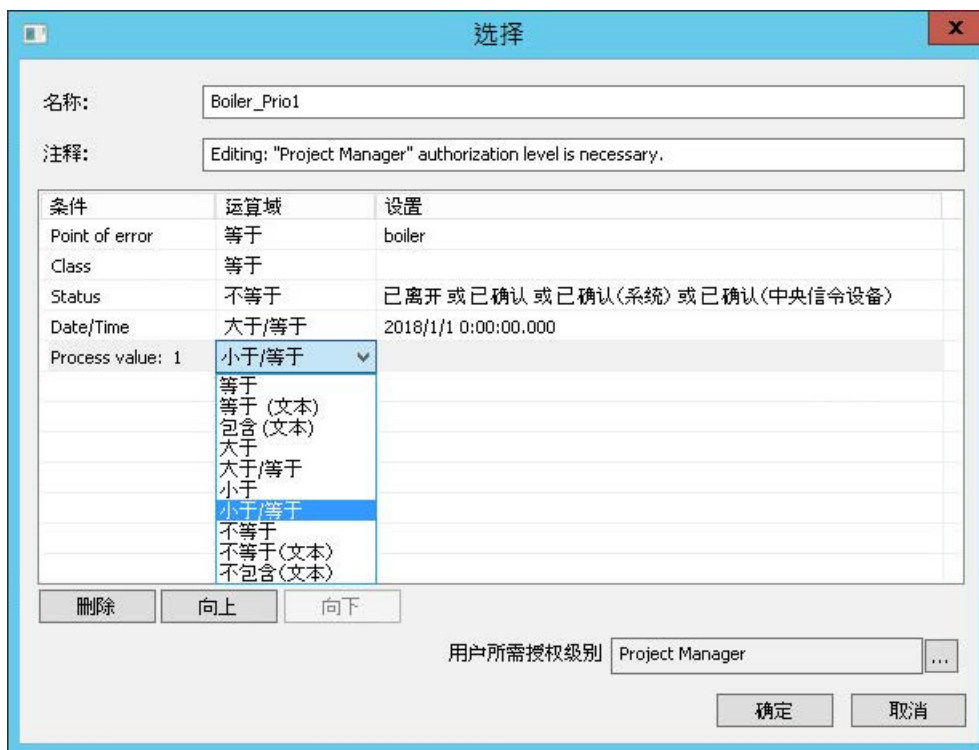 选择
x
名称: Boiler_Prio1
注释: Editing: "Project Manager" authorization level is necessary.
条件 运算域 设置
Point of error 等于 boiler
Class 等于
Status 不等于 已离开 或 已确认 或 已确认(系统) 或 已确认(中央信令设备)
Date/Time 大于/等于 2018/1/1 0:00:00.000
Process value: 1 小于/等于
等于
等于 (文本)
包含 (文本)
大于
大于/等于
小于
小于/等于
不等于
不等于(文本)
不包含(文本)
删除 向上 向下
用户所需授权级别 Project Manager ...
确定 取消